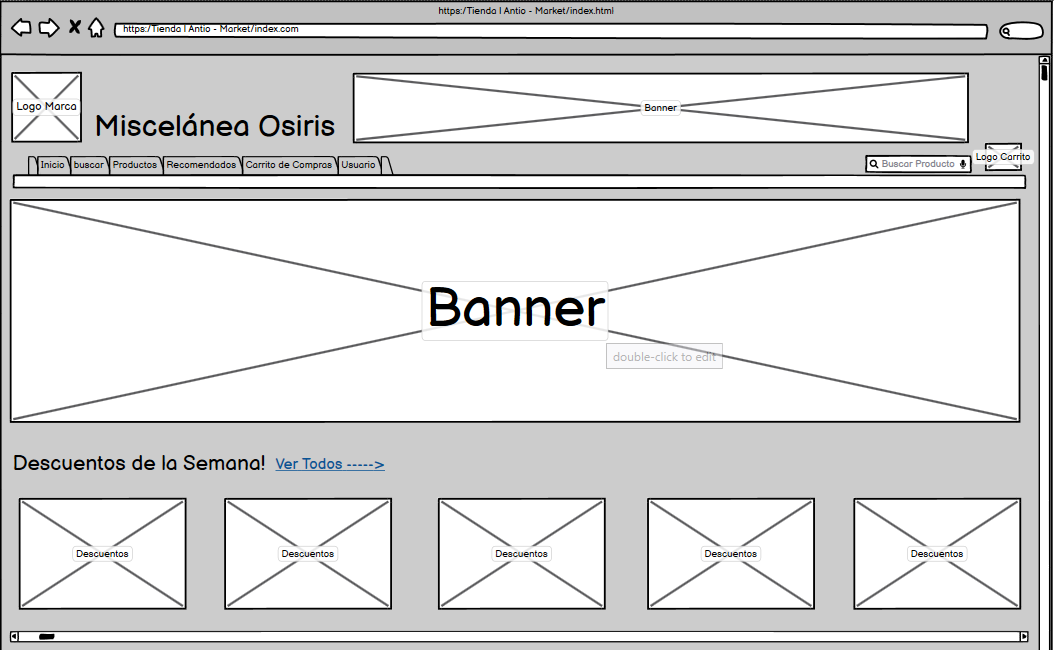 https:/Tienda | Antio - Market/index.html
https:/Tienda | Antio - Market/index.com
Logo Marca
Miscelánea Osiris
Banner
Inicio buscar Productos Recomendados Carrito de Compras Usuario
Buscar Producto
Logo Carrito
Banner
double-click to edit
Descuentos de la Semana! Ver Todos ----->
Descuentos Descuentos Descuentos Descuentos Descuentos